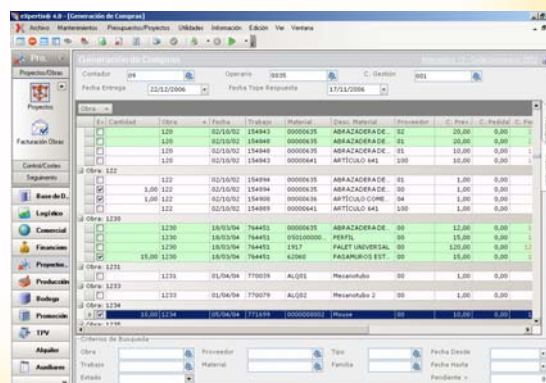 eXpertis® 4.0 - [Generación de Compras]
Archivo Mantenimientos Presupuestos/Proyectos Utilidades Información Edición Ver Ventana
Pro.
Generación de Compras
Proyectos/Obras
Contador 09 Operario 0035 C. Gestión 001
Fecha Entrega 22/12/2006 Fecha Tope Respuesta 17/11/2006
Proyectos
Obra
Cantidad Obra Fecha Trabajo Material Desc. Material Proveedor C. Prev. C. Pedida
120 02/10/02 154843 00000635 ABRAZADERA DE... 02 20,00 0,00
Facturación Obras
120 02/10/02 154848 00000635 ABRAZADERA DE... 01 20,00 0,00
120 02/10/02 154848 00000635 ABRAZADERA DE... 01 10,00 0,00
120 02/10/02 154843 00000641 ARTÍCULO 641 100 10,00 0,00
Control/Costes
Obra: 122
Seguimiento
122 02/10/02 154894 00000635 ABRAZADERA DE... 01 1,00 0,00
1,00 122 02/10/02 154894 00000635 ABRAZADERA DE... 00 1,00 0,00
Base de D...
1,00 122 02/10/02 154908 00000636 ARTÍCULO COME... 04 1,00 0,00
122 02/10/02 154889 00000641 ARTÍCULO 641 100 1,00 0,00
Logística
Obra: 1230
Comercial
1230 18/03/04 764451 00000635 ABRAZADERA DE... 00 12,00 0,00
1230 18/03/04 764451 050100000... PERFIL 00 15,00 0,00
Financiero
1230 18/03/04 764451 1917 PALET UNIVERSAL 00 120,00 0,00
15,00 1230 18/03/04 764451 62060 PASAMUROS EST... 00 15,00 0,00
Proyectos...
Obra: 1231
1231 01/04/04 770039 ALQ01 Mecanotubo 00 1,00 0,00
Producción
Obra: 1233
Bodega
1233 01/04/04 770079 ALQ02 Mecanotubo 2 00 1,00 0,00
Obra: 1234
Promoción
10,00 1234 05/04/04 771699 0000000002 Mouse 00 10,00 0,00
Obra: 1235
TPV
Criterios de Busqueda
Alquiler
Obra Proveedor Tipo Fecha Desde
Auxiliares
Trabajo Material Familia Fecha Hasta
Estado Pendiente >